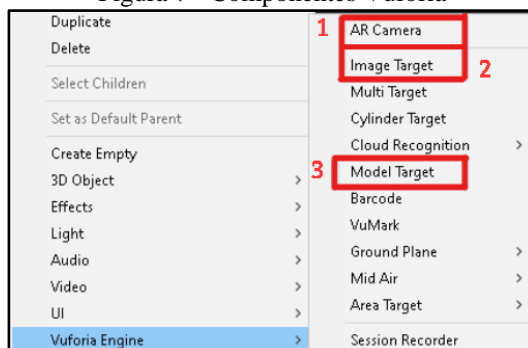 Duplicate
Delete
Select Children
Set as Default Parent
Create Empty
3D Object >
Effects >
Light >
Audio >
Video >
UI >
Vuforia Engine >
1 AR Camera
Image Target 2
Multi Target
Cylinder Target
Cloud Recognition >
3 Model Target
Barcode
VuMark
Ground Plane >
Mid Air >
Area Target >
Session Recorder